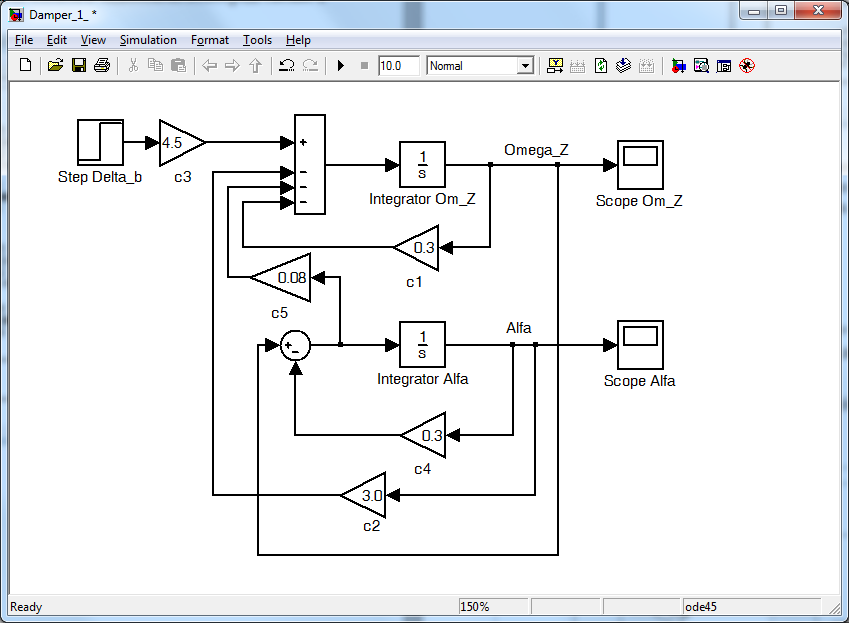 Damper_1_ *
File Edit View Simulation Format Tools Help
10.0 Normal
4.5
Step Delta_b
c3
+
-
-
-
1
s
Integrator Om_Z
Omega_Z
Scope Om_Z
0.3
c1
0.08
c5
+
-
1
s
Integrator Alfa
Alfa
Scope Alfa
0.3
c4
3.0
c2
Ready 150% ode45